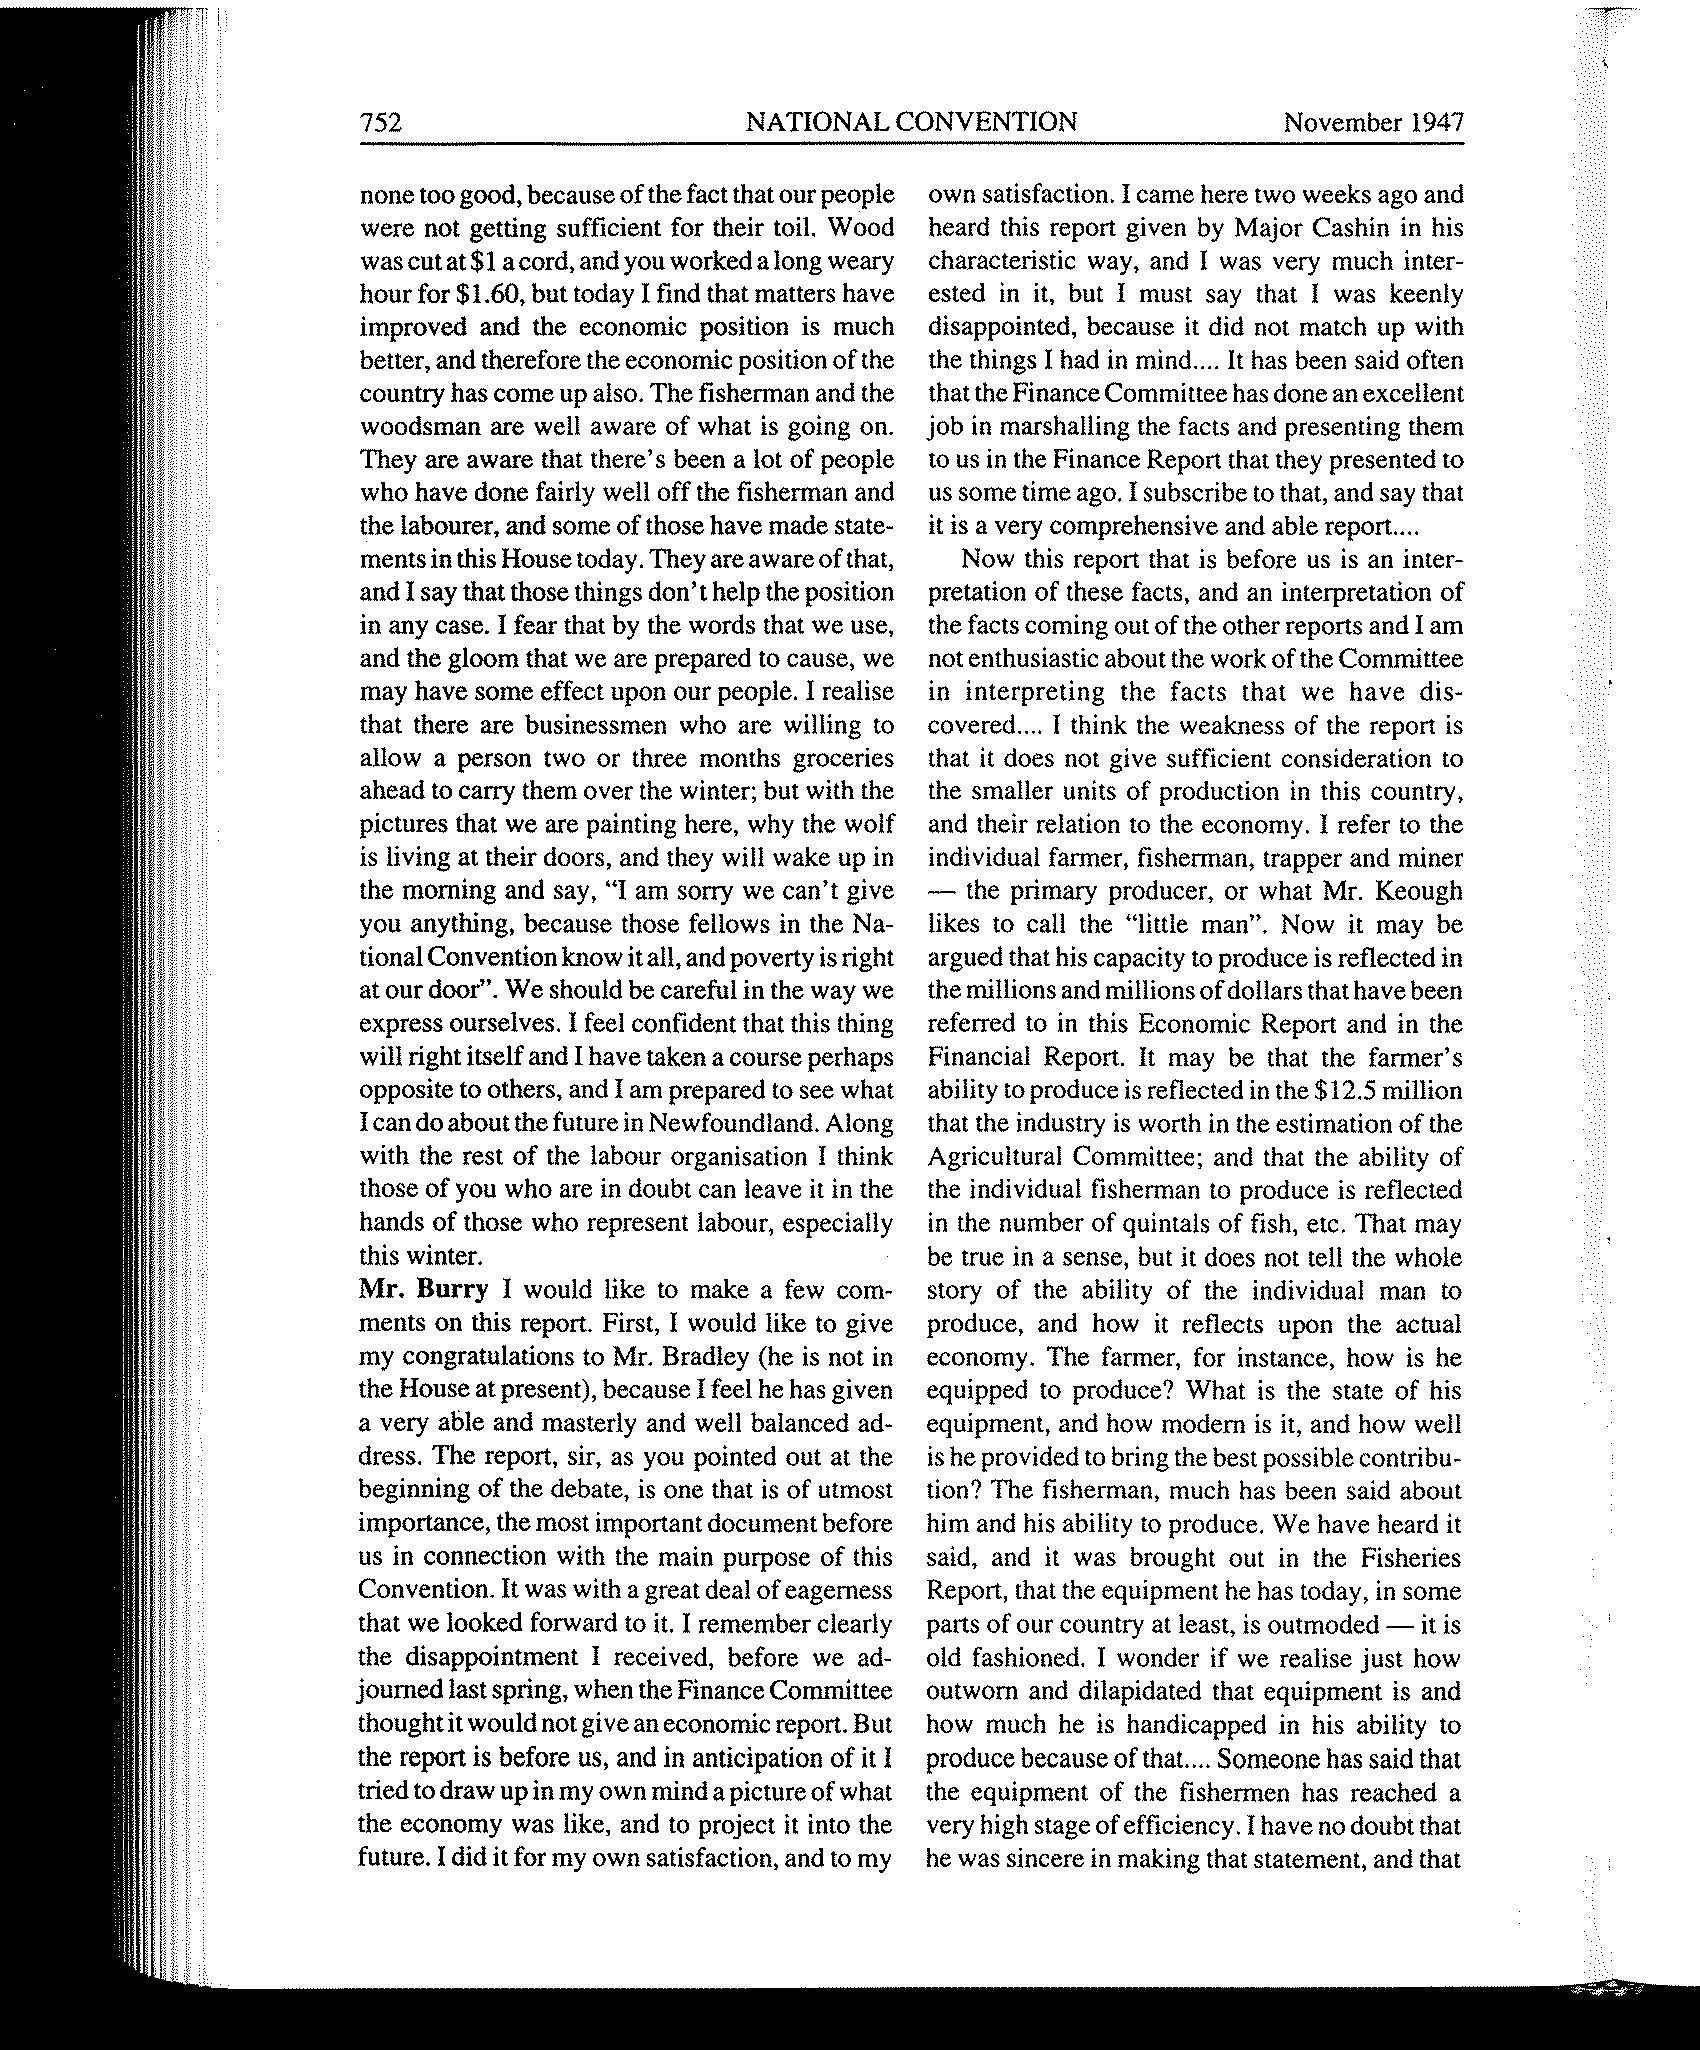 752 NATIONAL CONVENTION November 1947
none too good, because of the fact that our people
were not getting sufficient for their toil. Wood
was cut at $1 a cord, and you worked a long weary
hour for $1.60, but today I find that matters have
improved and the economic position is much
better, and therefore the economic position of the
country has come up also. The fisherman and the
woodsman are well aware of what is going on.
They are aware that there's been a lot of people
who have done fairly well off the fisherman and
the labourer, and some of those have made state-
ments in this House today. They are aware of that,
and I say that those things don't help the position
in any case. I fear that by the words that we use,
and the gloom that we are prepared to cause, we
may have some effect upon our people. I realise
that there are businessmen who are willing to
allow a person two or three months groceries
ahead to carry them over the winter; but with the
pictures that we are painting here, why the wolf
is living at their doors, and they will wake up in
the morning and say, "I am sorry we can't give
you anything, because those fellows in the Na-
tional Convention know it all, and poverty is right
at our door". We should be careful in the way we
express ourselves. I feel confident that this thing
will right itself and I have taken a course perhaps
opposite to others, and I am prepared to see what
I can do about the future in Newfoundland. Along
with the rest of the labour organisation I think
those of you who are in doubt can leave it in the
hands of those who represent labour, especially
this winter.
Mr. Burry I would like to make a few com-
ments on this report. First, I would like to give
my congratulations to Mr. Bradley (he is not in
the House at present), because I feel he has given
a very able and masterly and well balanced ad-
dress. The report, sir, as you pointed out at the
beginning of the debate, is one that is of utmost
importance, the most important document before
us in connection with the main purpose of this
Convention. It was with a great deal of eagerness
that we looked forward to it. I remember clearly
the disappointment I received, before we ad-
journed last spring, when the Finance Committee
thought it would not give an economic report. But
the report is before us, and in anticipation of it I
tried to draw up in my own mind a picture of what
the economy was like, and to project it into the
future. I did it for my own satisfaction, and to my
own satisfaction. I came here two weeks ago and
heard this report given by Major Cashin in his
characteristic way, and I was very much inter-
ested in it, but I must say that I was keenly
disappointed, because it did not match up with
the things I had in mind.... It has been said often
that the Finance Committee has done an excellent
job in marshalling the facts and presenting them
to us in the Finance Report that they presented to
us some time ago. I subscribe to that, and say that
it is a very comprehensive and able report....
Now this report that is before us is an inter-
pretation of these facts, and an interpretation of
the facts coming out of the other reports and I am
not enthusiastic about the work of the Committee
in interpreting the facts that we have dis-
covered.... I think the weakness of the report is
that it does not give sufficient consideration to
the smaller units of production in this country,
and their relation to the economy. I refer to the
individual farmer, fisherman, trapper and miner
— the primary producer, or what Mr. Keough
likes to call the "little man". Now it may be
argued that his capacity to produce is reflected in
the millions and millions of dollars that have been
referred to in this Economic Report and in the
Financial Report. It may be that the farmer's
ability to produce is reflected in the $12.5 million
that the industry is worth in the estimation of the
Agricultural Committee; and that the ability of
the individual fisherman to produce is reflected
in the number of quintals of fish, etc. That may
be true in a sense, but it does not tell the whole
story of the ability of the individual man to
produce, and how it reflects upon the actual
economy. The farmer, for instance, how is he
equipped to produce? What is the state of his
equipment, and how modern is it, and how well
is he provided to bring the best possible contribu-
tion? The fisherman, much has been said about
him and his ability to produce. We have heard it
said, and it was brought out in the Fisheries
Report, that the equipment he has today, in some
parts of our country at least, is outmoded — it is
old fashioned. I wonder if we realise just how
outworn and dilapidated that equipment is and
how much he is handicapped in his ability to
produce because of that.... Someone has said that
the equipment of the fishermen has reached a
very high stage of efficiency. I have no doubt that
he was sincere in making that statement, and that